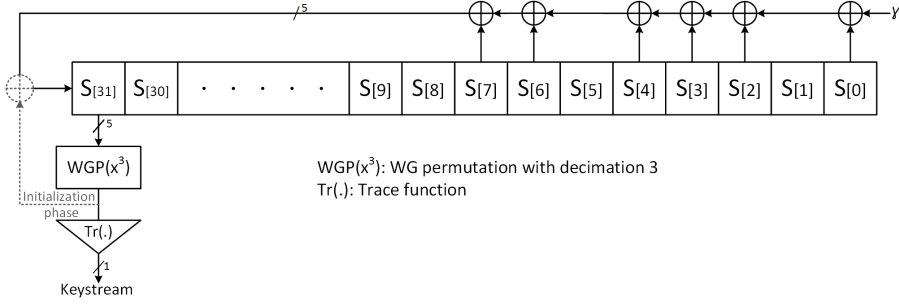 5
γ
S[31] S[30] . . . . . S[9] S[8] S[7] S[6] S[5] S[4] S[3] S[2] S[1] S[0]
5
WGP(x³)
WGP(x³): WG permutation with decimation 3
Tr(.): Trace function
Initialization
phase
Tr(.)
1
Keystream